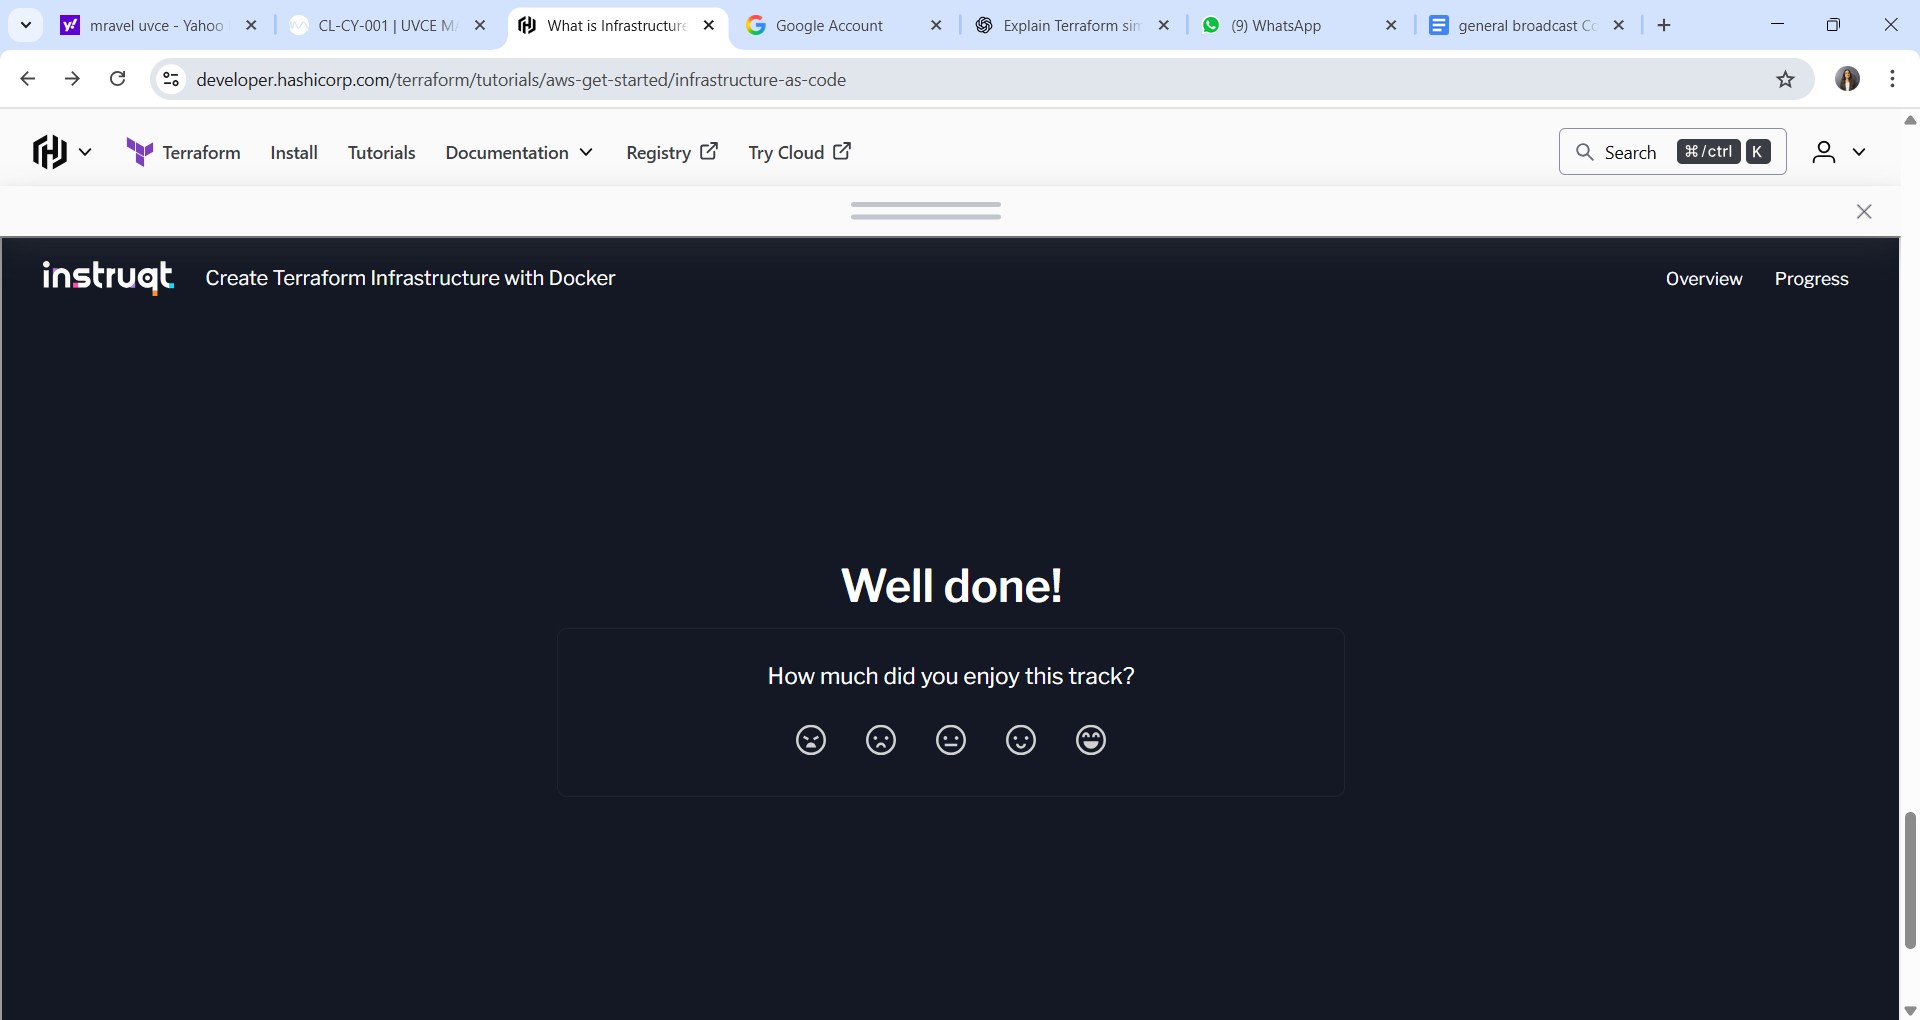 mravel uvce - Yahoo
CL-CY-001 | UVCE M
What is Infrastructure
Google Account
Explain Terraform sim
(9) WhatsApp
general broadcast Co
developer.hashicorp.com/terraform/tutorials/aws-get-started/infrastructure-as-code
Terraform
Install
Tutorials
Documentation
Registry
Try Cloud
Search
⌘/ctrl
K
instruqt
Create Terraform Infrastructure with Docker
Overview
Progress
Well done!
How much did you enjoy this track?